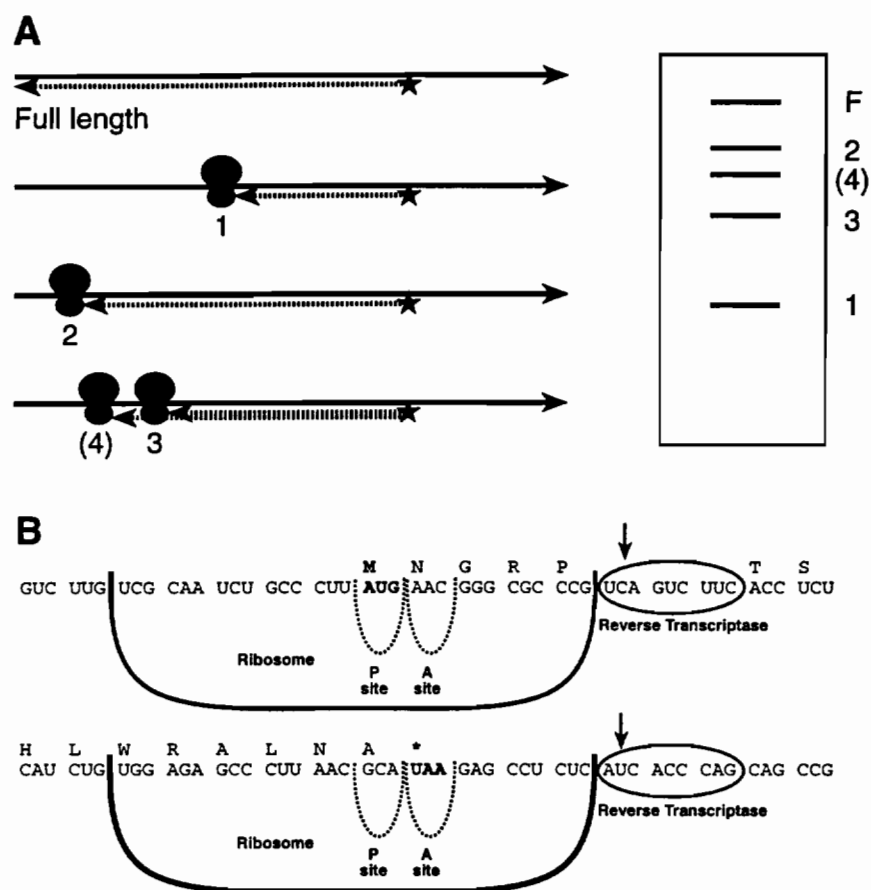 A
Full length
F
2
(4)
3
1
1
2
(4) 3
B
M N G R P T S
GUC UUG UCG CAA UCU GCC CUU AUG AAC GGG CGC CCG UCA GUC UUC ACC UCU
Reverse Transcriptase
Ribosome
P site
A site
H L W R A L N A *
CAU CUG UGG AGA GCC CUU AAC GCA UAA GAG CCU CUC AUC ACC CAG CAG CCG
Reverse Transcriptase
Ribosome
P site
A site